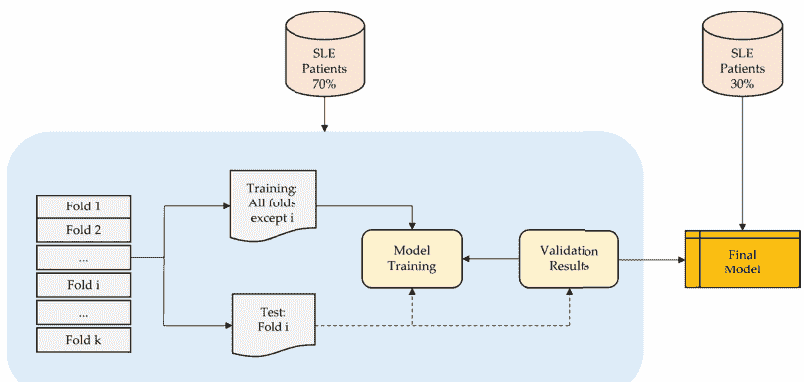 SLE
Patients
70%
SLE
Patients
30%
Fold 1
Fold 2
...
Fold i
...
Fold k
Training:
All folds
except i
Test:
Fold i
Model
Training
Validation
Results
Final
Model